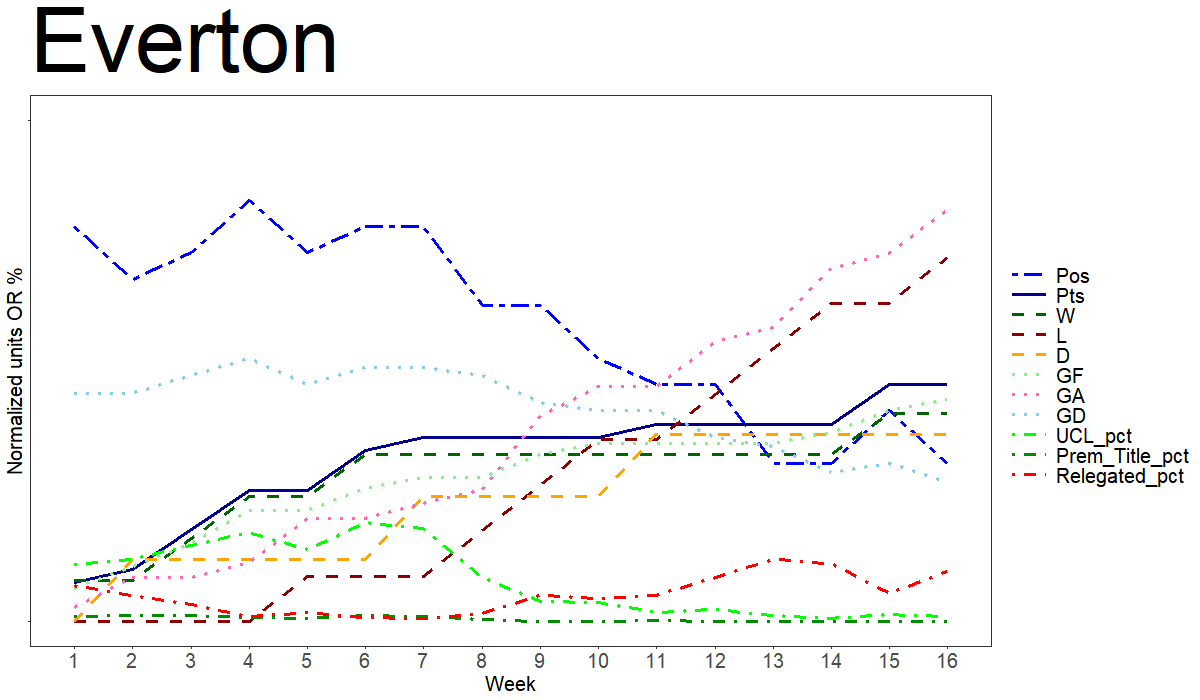 Everton
Normalized units OR %
1 2 3 4 5 6 7 8 9 10 11 12 13 14 15 16
Week
Pos
Pts
W
L
D
GF
GA
GD
UCL_pct
Prem_Title_pct
Relegated_pct